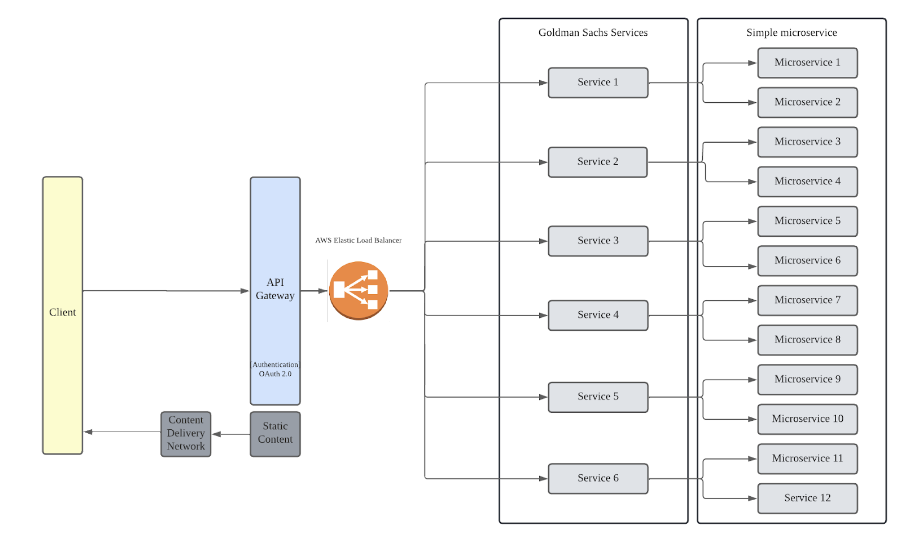 Goldman Sachs Services
Simple microservice
Service 1
Microservice 1
Microservice 2
Service 2
Microservice 3
Microservice 4
Service 3
Microservice 5
Microservice 6
Service 4
Microservice 7
Microservice 8
Service 5
Microservice 9
Microservice 10
Service 6
Microservice 11
Service 12
AWS Elastic Load Balancer
Client
API
Gateway
[Authentication]
OAuth 2.0
Content
Delivery
Network
Static
Content